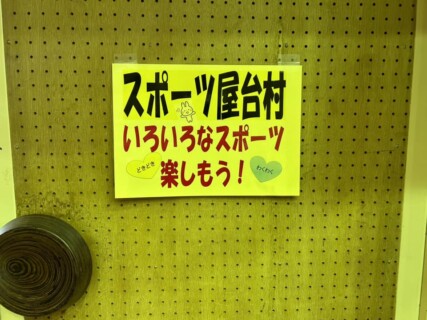 スポーツ屋台村
いろいろなスポーツ
どきどき
楽しもう！
わくわく